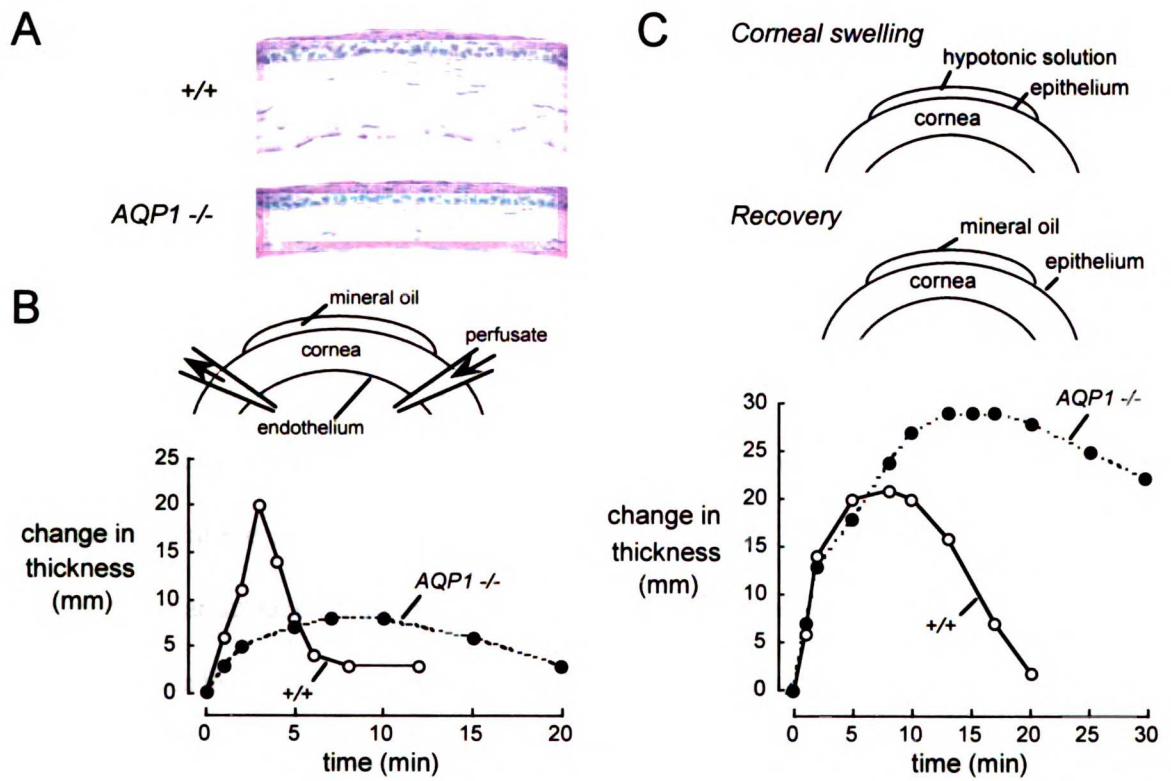 A
+/+
AQP1 -/-
B
mineral oil
perfusate
cornea
endothelium
25
20
15
10
5
0
change in
thickness
(mm)
AQP1 -/-
+/+
0 5 10 15 20
time (min)
C
Corneal swelling
hypotonic solution
epithelium
cornea
Recovery
mineral oil
epithelium
cornea
30
25
20
15
10
5
0
change in
thickness
(mm)
AQP1 -/-
+/+
0 5 10 15 20 25 30
time (min)